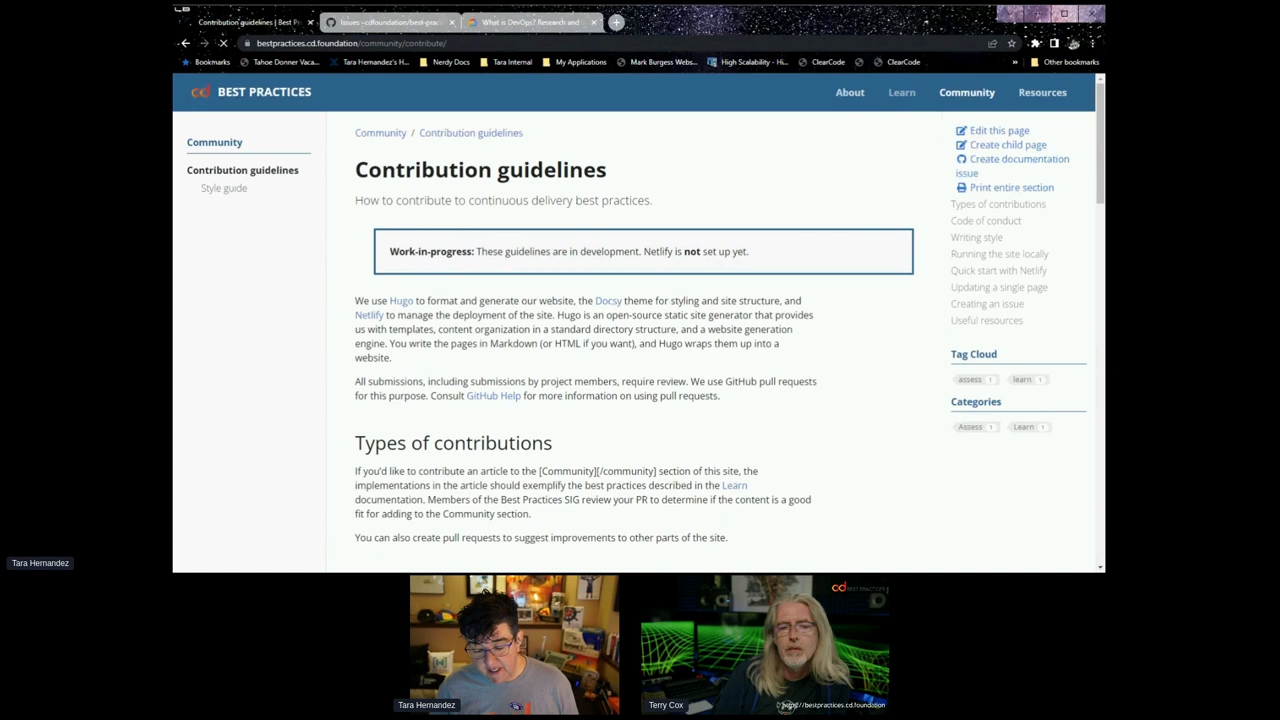 Contribution guidelines | Best Pr
Issues · cdfoundation/best-prac
What is DevOps? Research and
bestpractices.cd.foundation/community/contribute/
Bookmarks
Tahoe Donner Vaca...
Tara Hernandez's H...
Nerdy Docs
Tara Internal
My Applications
Mark Burgess Webs...
High Scalability - Hi...
ClearCode
ClearCode
»
Other bookmarks
cd BEST PRACTICES
About
Learn
Community
Resources
Community
Contribution guidelines
Style guide
Community / Contribution guidelines
Contribution guidelines
How to contribute to continuous delivery best practices.
Work-in-progress: These guidelines are in development. Netlify is not set up yet.
We use Hugo to format and generate our website, the Docsy theme for styling and site structure, and
Netlify to manage the deployment of the site. Hugo is an open-source static site generator that provides
us with templates, content organization in a standard directory structure, and a website generation
engine. You write the pages in Markdown (or HTML if you want), and Hugo wraps them up into a
website.
All submissions, including submissions by project members, require review. We use GitHub pull requests
for this purpose. Consult GitHub Help for more information on using pull requests.
Types of contributions
If you'd like to contribute an article to the [Community][/community] section of this site, the
implementations in the article should exemplify the best practices described in the Learn
documentation. Members of the Best Practices SIG review your PR to determine if the content is a good
fit for adding to the Community section.
You can also create pull requests to suggest improvements to other parts of the site.
Edit this page
Create child page
Create documentation
issue
Print entire section
Types of contributions
Code of conduct
Writing style
Running the site locally
Quick start with Netlify
Updating a single page
Creating an issue
Useful resources
Tag Cloud
assess 1
learn 1
Categories
Assess 1
Learn 1
Tara Hernandez
cd BEST PRACTICES
Tara Hernandez
Terry Cox
https://bestpractices.cd.foundation